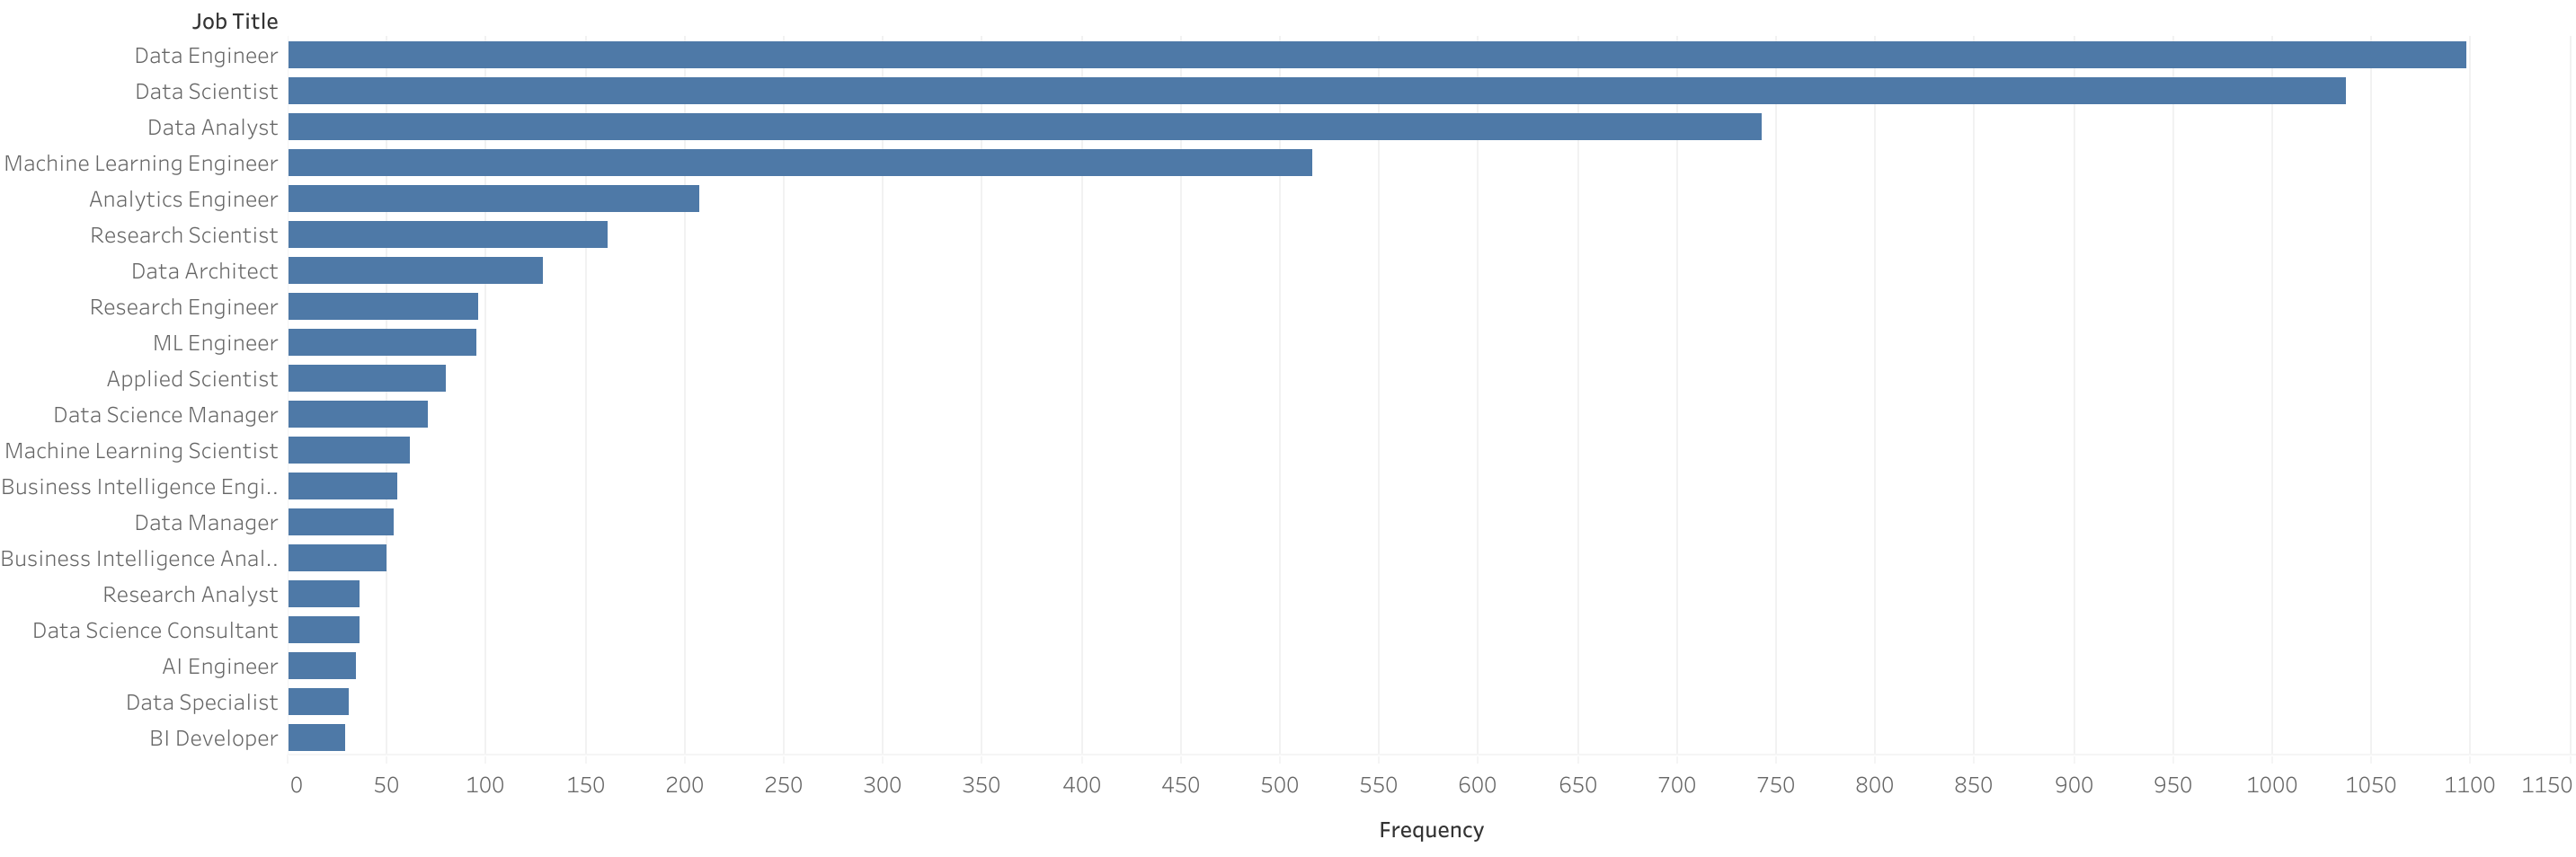 Job Title
Data Engineer
Data Scientist
Data Analyst
Machine Learning Engineer
Analytics Engineer
Research Scientist
Data Architect
Research Engineer
ML Engineer
Applied Scientist
Data Science Manager
Machine Learning Scientist
Business Intelligence Engi..
Data Manager
Business Intelligence Anal..
Research Analyst
Data Science Consultant
AI Engineer
Data Specialist
BI Developer
0 50 100 150 200 250 300 350 400 450 500 550 600 650 700 750 800 850 900 950 1000 1050 1100 1150
Frequency